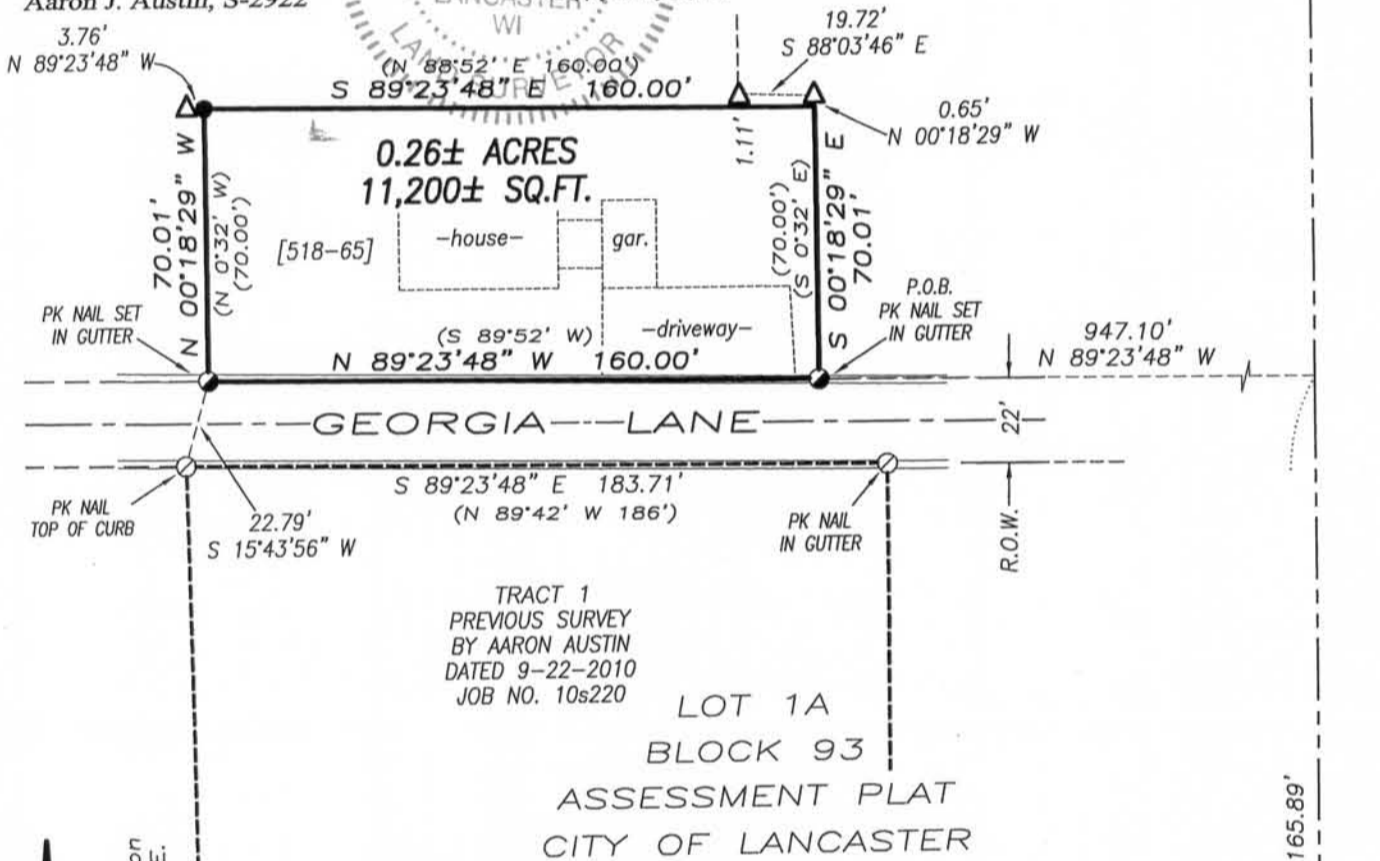 Aaron J. Austin, S-2922
LANCASTER
WI
LAND SURVEYOR
3.76'
N 89°23'48" W
19.72'
S 88°03'46" E
(N 88°52' E 160.00')
S 89°23'48" E 160.00'
0.65'
N 00°18'29" W
1.11'
0.26± ACRES
11,200± SQ.FT.
70.01'
N 00°18'29" W
(N 0°32' W)
(70.00')
[518-65]
-house-
gar.
(70.00')
(S 0°32' E)
S 00°18'29" E
70.01'
PK NAIL SET
IN GUTTER
P.O.B.
PK NAIL SET
IN GUTTER
(S 89°52' W)
-driveway-
N 89°23'48" W 160.00'
947.10'
N 89°23'48" W
GEORGIA LANE
22'
R.O.W.
S 89°23'48" E 183.71'
(N 89°42' W 186')
PK NAIL
TOP OF CURB
22.79'
S 15°43'56" W
PK NAIL
IN GUTTER
TRACT 1
PREVIOUS SURVEY
BY AARON AUSTIN
DATED 9-22-2010
JOB NO. 10s220
LOT 1A
BLOCK 93
ASSESSMENT PLAT
CITY OF LANCASTER
165.89'